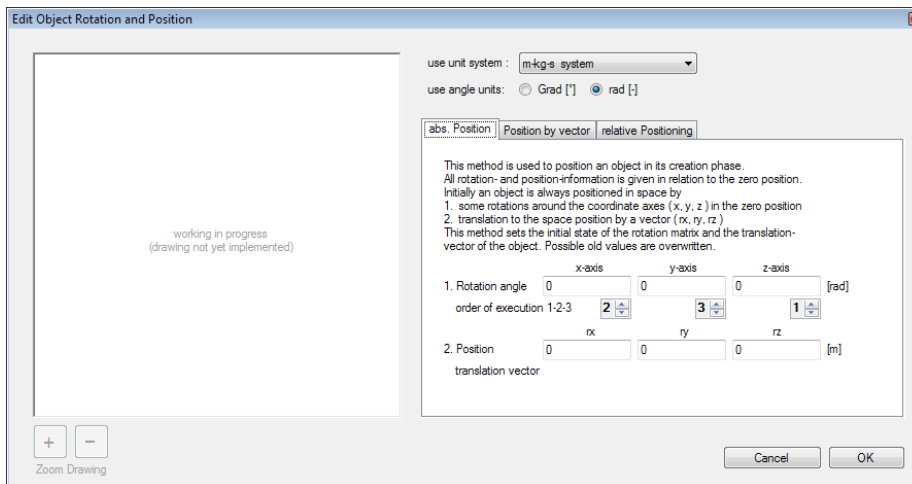 Edit Object Rotation and Position
use unit system :
m-kg-s system
use angle units:
Grad [°]
rad [-]
abs. Position
Position by vector
relative Positioning
This method is used to position an object in its creation phase.
All rotation- and position-information is given in relation to the zero position.
Initially an object is always positioned in space by
1. some rotations around the coordinate axes ( x, y, z ) in the zero position
2. translation to the space position by a vector ( rx, ry, rz )
This method sets the initial state of the rotation matrix and the translation-
vector of the object. Possible old values are overwritten.
working in progress
(drawing not yet implemented)
x-axis y-axis z-axis
1. Rotation angle 0 0 0 [rad]
order of execution 1-2-3 2 3 1
rx ry rz
2. Position 0 0 0 [m]
translation vector
+ −
Zoom Drawing
Cancel OK